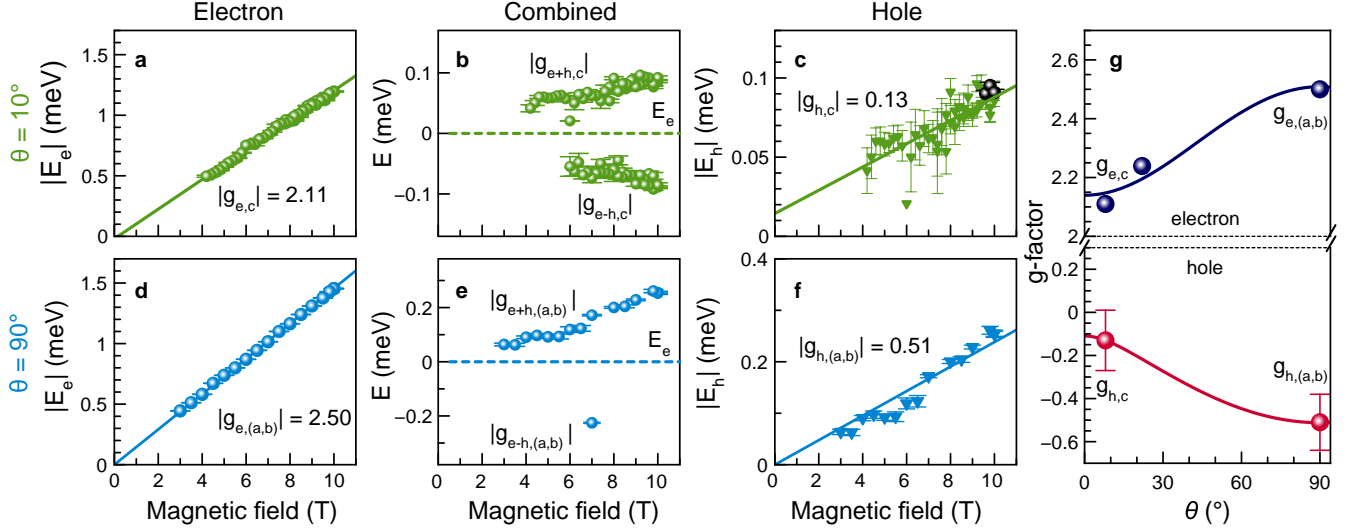 Electron
Combined
Hole
θ = 10°
|E_e| (meV)
1.5
1.0
0.5
0
a
|g_e,c| = 2.11
E (meV)
0.1
0
−0.1
b
|g_e+h,c|
E_e
|g_e-h,c|
|E_h| (meV)
0.1
0.05
0
c
|g_h,c| = 0.13
θ = 90°
|E_e| (meV)
1.5
1.0
0.5
0
d
|g_e,(a,b)| = 2.50
0 2 4 6 8 10
Magnetic field (T)
E (meV)
0.2
0
−0.2
e
|g_e+h,(a,b)|
E_e
|g_e-h,(a,b)|
0 2 4 6 8 10
Magnetic field (T)
|E_h| (meV)
0.4
0.2
0
f
|g_h,(a,b)| = 0.51
0 2 4 6 8 10
Magnetic field (T)
g-factor
2.6
2.4
2.2
2
0.2
0
−0.2
−0.4
−0.6
g
g_e,(a,b)
g_e,c
electron
hole
g_h,(a,b)
g_h,c
0 30 60 90
θ (°)